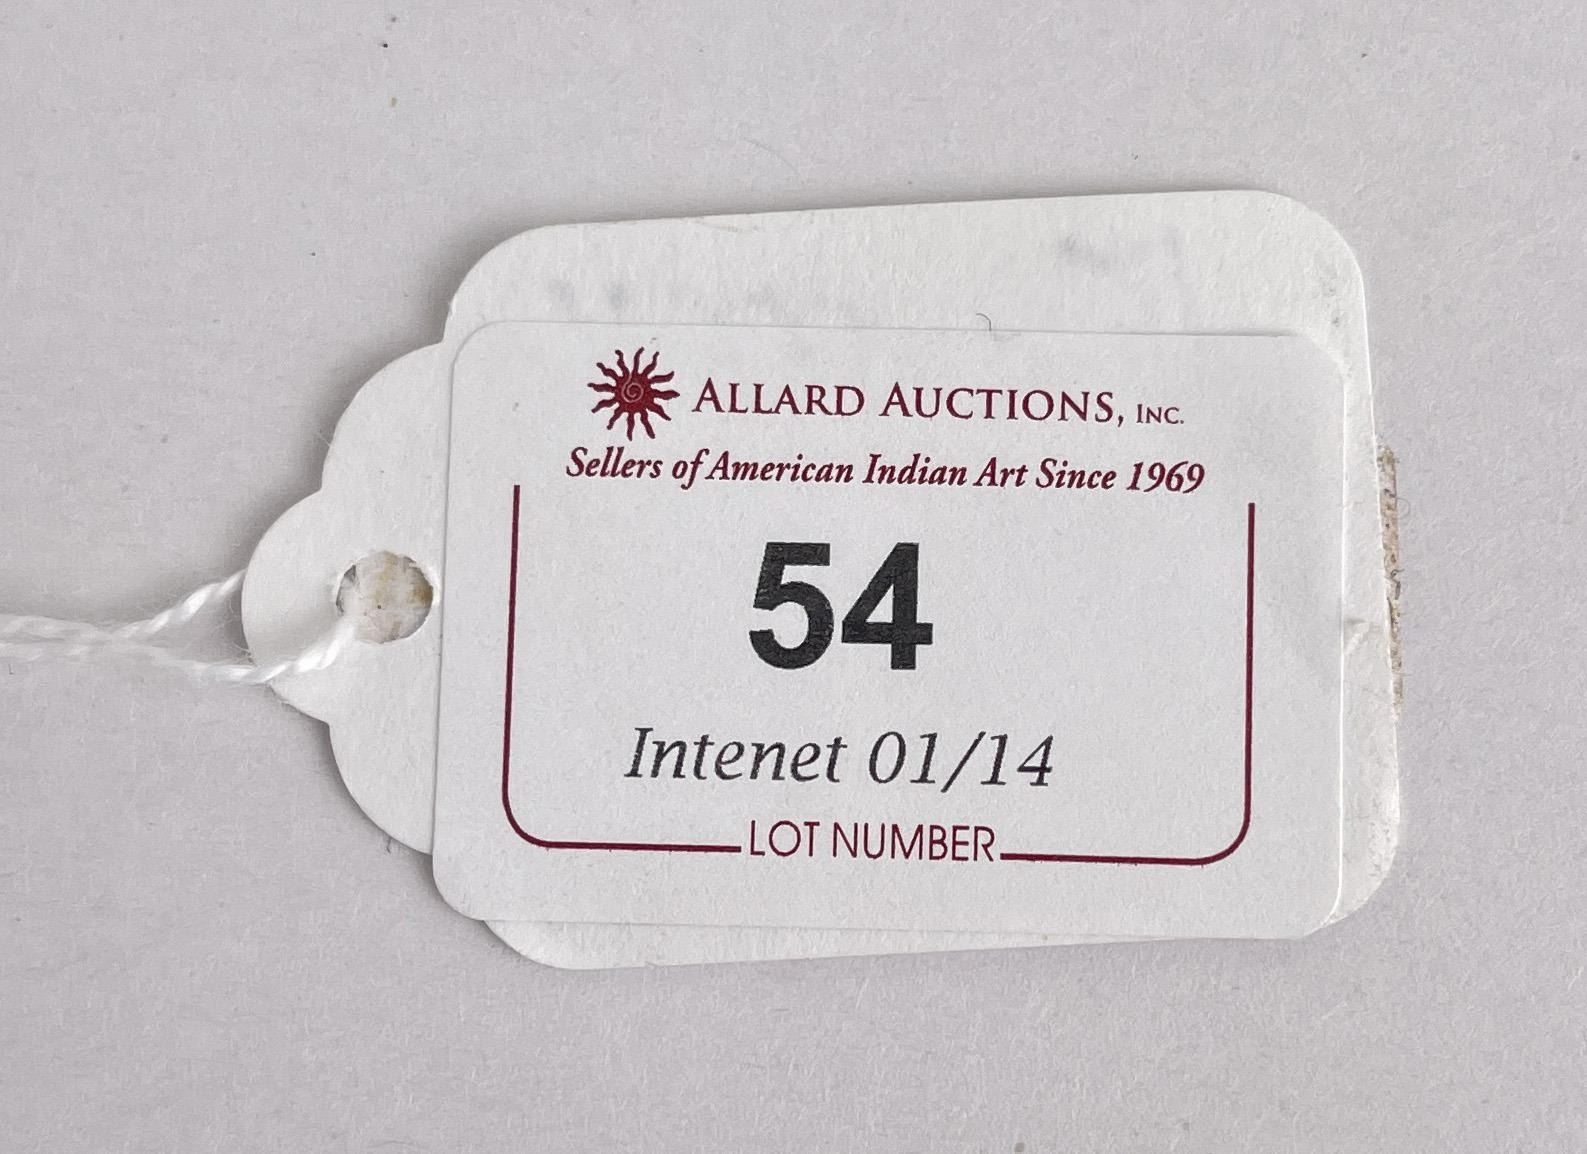 ALLARD AUCTIONS, INC.
Sellers of American Indian Art Since 1969
54
Intenet 01/14
LOT NUMBER